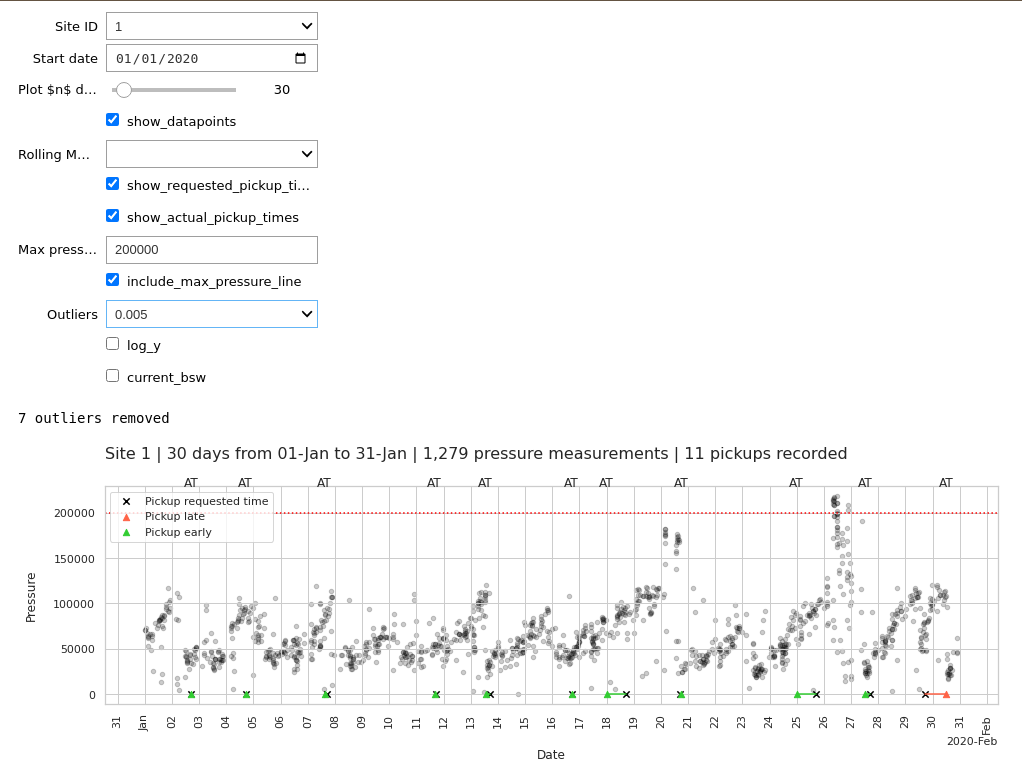 Site ID 1
Start date 01/01/2020
Plot $n$ d... 30
show_datapoints
Rolling M...
show_requested_pickup_ti...
show_actual_pickup_times
Max press... 200000
include_max_pressure_line
Outliers 0.005
log_y
current_bsw
7 outliers removed
Site 1 | 30 days from 01-Jan to 31-Jan | 1,279 pressure measurements | 11 pickups recorded
AT AT AT AT AT AT AT AT AT AT AT
Pickup requested time
Pickup late
Pickup early
200000
150000
100000
50000
0
Pressure
31 Jan 02 03 04 05 06 07 08 09 10 11 12 13 14 15 16 17 18 19 20 21 22 23 24 25 26 27 28 29 30 31 Feb
2020-Feb
Date